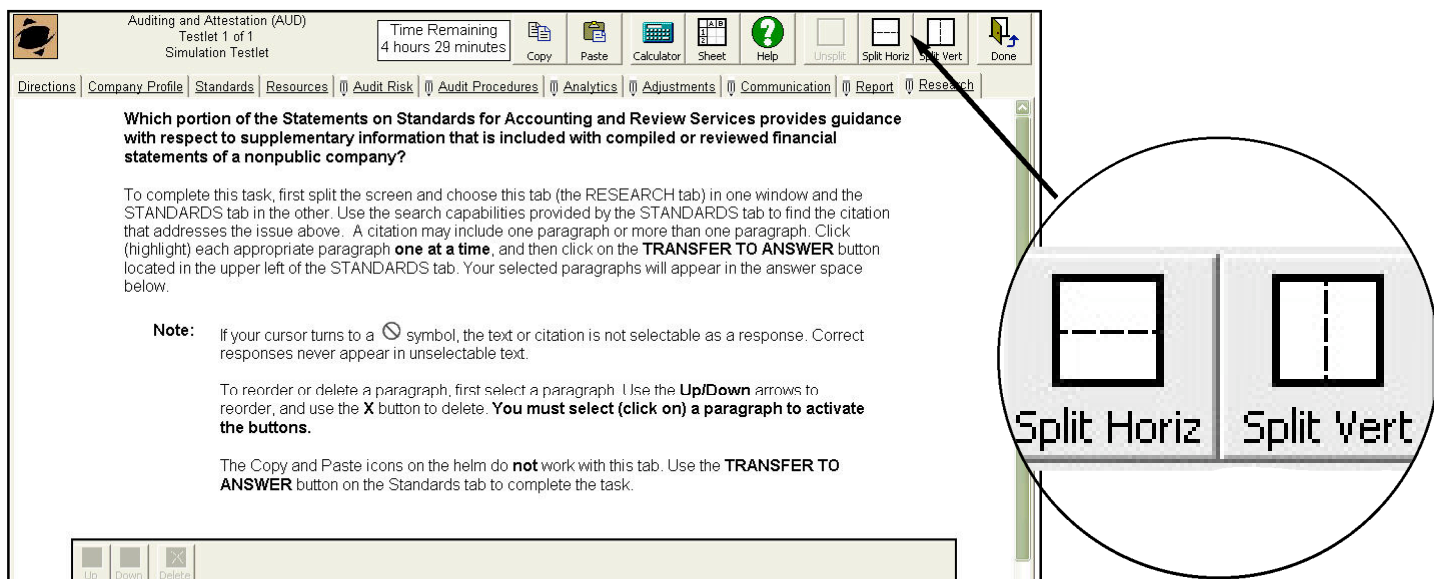 Auditing and Attestation (AUD)
Testlet 1 of 1
Simulation Testlet
Time Remaining
4 hours 29 minutes
Copy
Paste
Calculator
A B
1
2
Sheet
?
Help
Unsplit
Split Horiz
Split Vert
Done
Directions
Company Profile
Standards
Resources
Audit Risk
Audit Procedures
Analytics
Adjustments
Communication
Report
Research
Which portion of the Statements on Standards for Accounting and Review Services provides guidance
with respect to supplementary information that is included with compiled or reviewed financial
statements of a nonpublic company?
To complete this task, first split the screen and choose this tab (the RESEARCH tab) in one window and the
STANDARDS tab in the other. Use the search capabilities provided by the STANDARDS tab to find the citation
that addresses the issue above. A citation may include one paragraph or more than one paragraph. Click
(highlight) each appropriate paragraph one at a time, and then click on the TRANSFER TO ANSWER button
located in the upper left of the STANDARDS tab. Your selected paragraphs will appear in the answer space
below.
Note: If your cursor turns to a symbol, the text or citation is not selectable as a response. Correct
responses never appear in unselectable text.
To reorder or delete a paragraph, first select a paragraph. Use the Up/Down arrows to
reorder, and use the X button to delete. You must select (click on) a paragraph to activate
the buttons.
The Copy and Paste icons on the helm do not work with this tab. Use the TRANSFER TO
ANSWER button on the Standards tab to complete the task.
Up
Down
Delete
Split Horiz
Split Vert